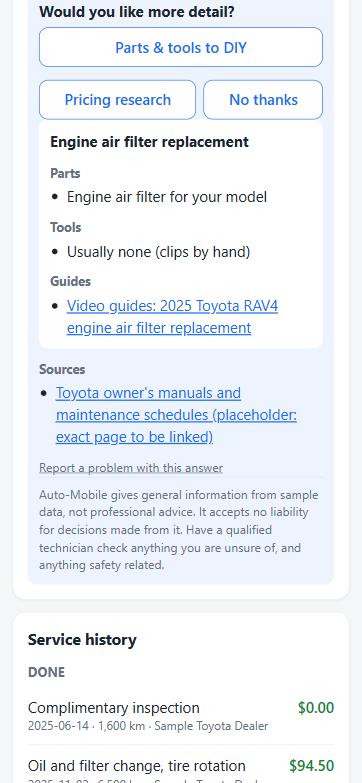 Would you like more detail?
Parts & tools to DIY
Pricing research
No thanks
Engine air filter replacement
Parts
• Engine air filter for your model
Tools
• Usually none (clips by hand)
Guides
• Video guides: 2025 Toyota RAV4
engine air filter replacement
Sources
• Toyota owner's manuals and
maintenance schedules (placeholder:
exact page to be linked)
Report a problem with this answer
Auto-Mobile gives general information from sample
data, not professional advice. It accepts no liability
for decisions made from it. Have a qualified
technician check anything you are unsure of, and
anything safety related.
Service history
DONE
Complimentary inspection
$0.00
2025-06-14 · 1,600 km · Sample Toyota Dealer
Oil and filter change, tire rotation
$94.50